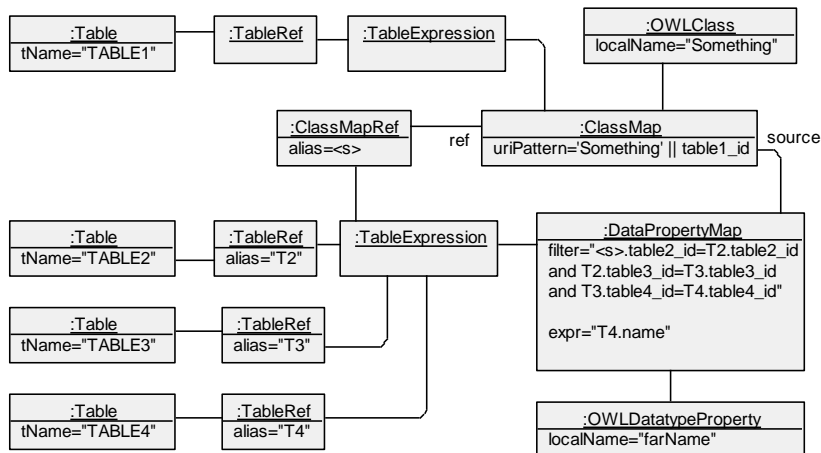 :Table
tName="TABLE1"
:TableRef
:TableExpression
:OWLClass
localName="Something"
:ClassMapRef
alias=<s>
ref
:ClassMap
uriPattern='Something' || table1_id
source
:Table
tName="TABLE2"
:TableRef
alias="T2"
:TableExpression
:DataPropertyMap
filter="<s>.table2_id=T2.table2_id
and T2.table3_id=T3.table3_id
and T3.table4_id=T4.table4_id"
expr="T4.name"
:Table
tName="TABLE3"
:TableRef
alias="T3"
:Table
tName="TABLE4"
:TableRef
alias="T4"
:OWLDatatypeProperty
localName="farName"